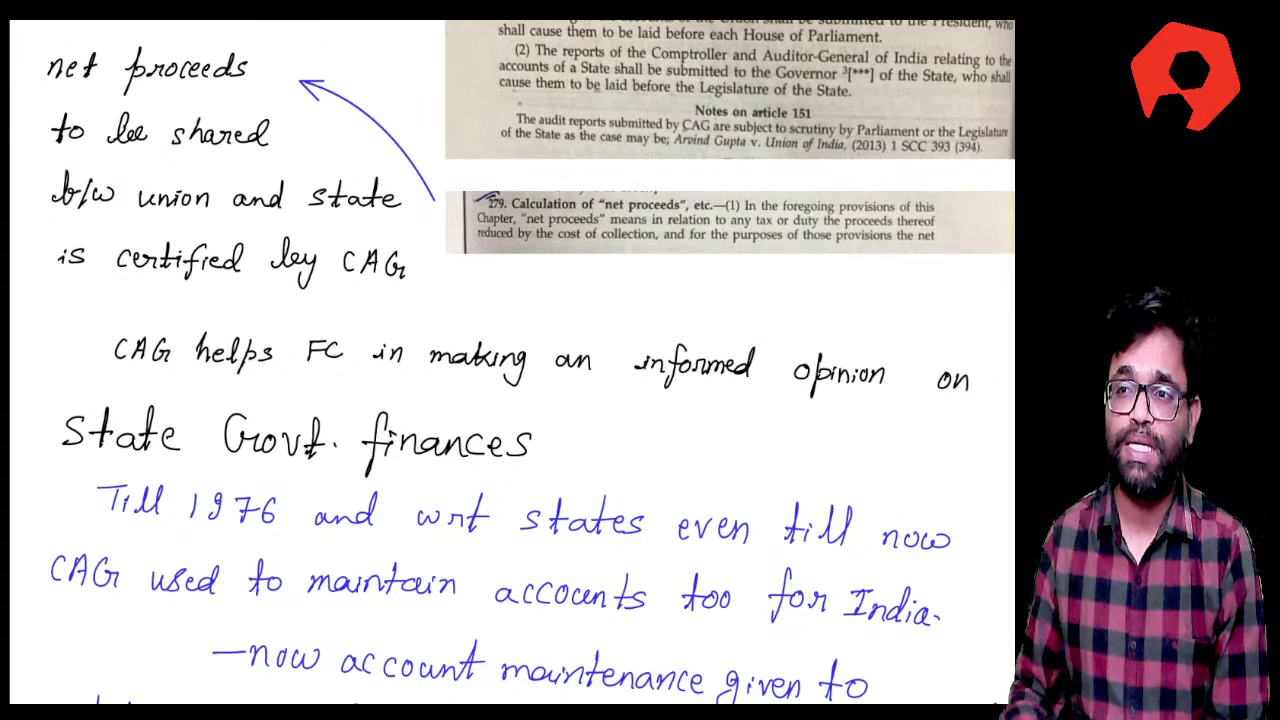 net proceeds
to be shared
b/w union and state
is certified by CAG
shall cause them to be laid before each House of Parliament.
(2) The reports of the Comptroller and Auditor-General of India relating to the
accounts of a State shall be submitted to the Governor ³[***] of the State, who shall
cause them to be laid before the Legislature of the State.
Notes on article 151
The audit reports submitted by CAG are subject to scrutiny by Parliament or the Legislature
of the State as the case may be; Arvind Gupta v. Union of India, (2013) 1 SCC 393 (394).
279. Calculation of "net proceeds", etc.—(1) In the foregoing provisions of this
Chapter, "net proceeds" means in relation to any tax or duty the proceeds thereof
reduced by the cost of collection, and for the purposes of those provisions the net
CAG helps FC in making an informed opinion on
State Govt. finances
Till 1976 and wrt states even till now
CAG used to maintain accounts too for India.
—now account maintenance given to